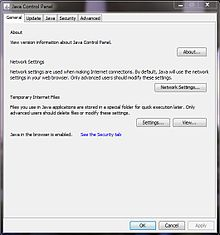 Java Control Panel
General Update Java Security Advanced
About
View version information about Java Control Panel.
About...
Network Settings
Network settings are used when making Internet connections. By default, Java will use the network
settings in your web browser. Only advanced users should modify these settings.
Network Settings...
Temporary Internet Files
Files you use in Java applications are stored in a special folder for quick execution later. Only
advanced users should delete files or modify these settings.
Settings... View...
Java in the browser is enabled. See the Security tab
OK Cancel Apply